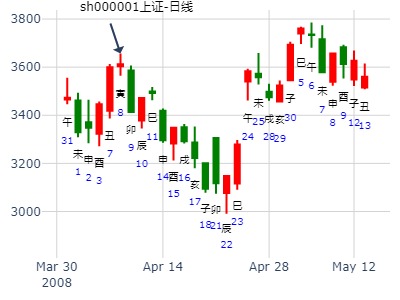 sh000001上证-日线
3800
3600
3400
3200
3000
午
31
未
1
申
2
酉
3
丑
7
寅
8
卯
9
辰
10
巳
11
申
14
酉
15
戌
16
亥
17
子
18
卯
21
辰
22
巳
23
午
24
未
25
戌
28
亥
29
子
30
巳
5
午
6
未
7
申
8
酉
9
子
12
丑
13
Mar 30
2008
Apr 14
Apr 28
May 12